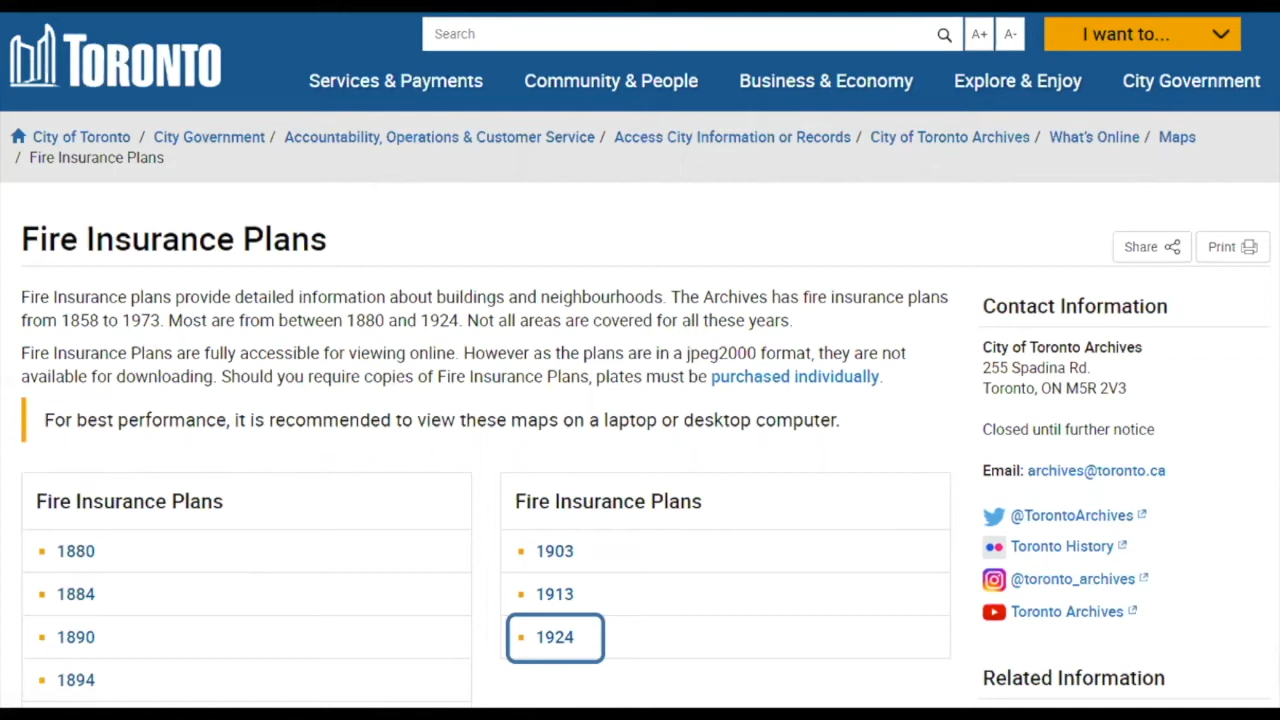 TORONTO
Search
A+
A-
I want to...
Services & Payments
Community & People
Business & Economy
Explore & Enjoy
City Government
City of Toronto / City Government / Accountability, Operations & Customer Service / Access City Information or Records / City of Toronto Archives / What's Online / Maps
/ Fire Insurance Plans
Fire Insurance Plans
Share
Print
Fire Insurance plans provide detailed information about buildings and neighbourhoods. The Archives has fire insurance plans
from 1858 to 1973. Most are from between 1880 and 1924. Not all areas are covered for all these years.
Fire Insurance Plans are fully accessible for viewing online. However as the plans are in a jpeg2000 format, they are not
available for downloading. Should you require copies of Fire Insurance Plans, plates must be purchased individually.
For best performance, it is recommended to view these maps on a laptop or desktop computer.
Fire Insurance Plans
1880
1884
1890
1894
Fire Insurance Plans
1903
1913
1924
Contact Information
City of Toronto Archives
255 Spadina Rd.
Toronto, ON M5R 2V3
Closed until further notice
Email: archives@toronto.ca
@TorontoArchives
Toronto History
@toronto_archives
Toronto Archives
Related Information